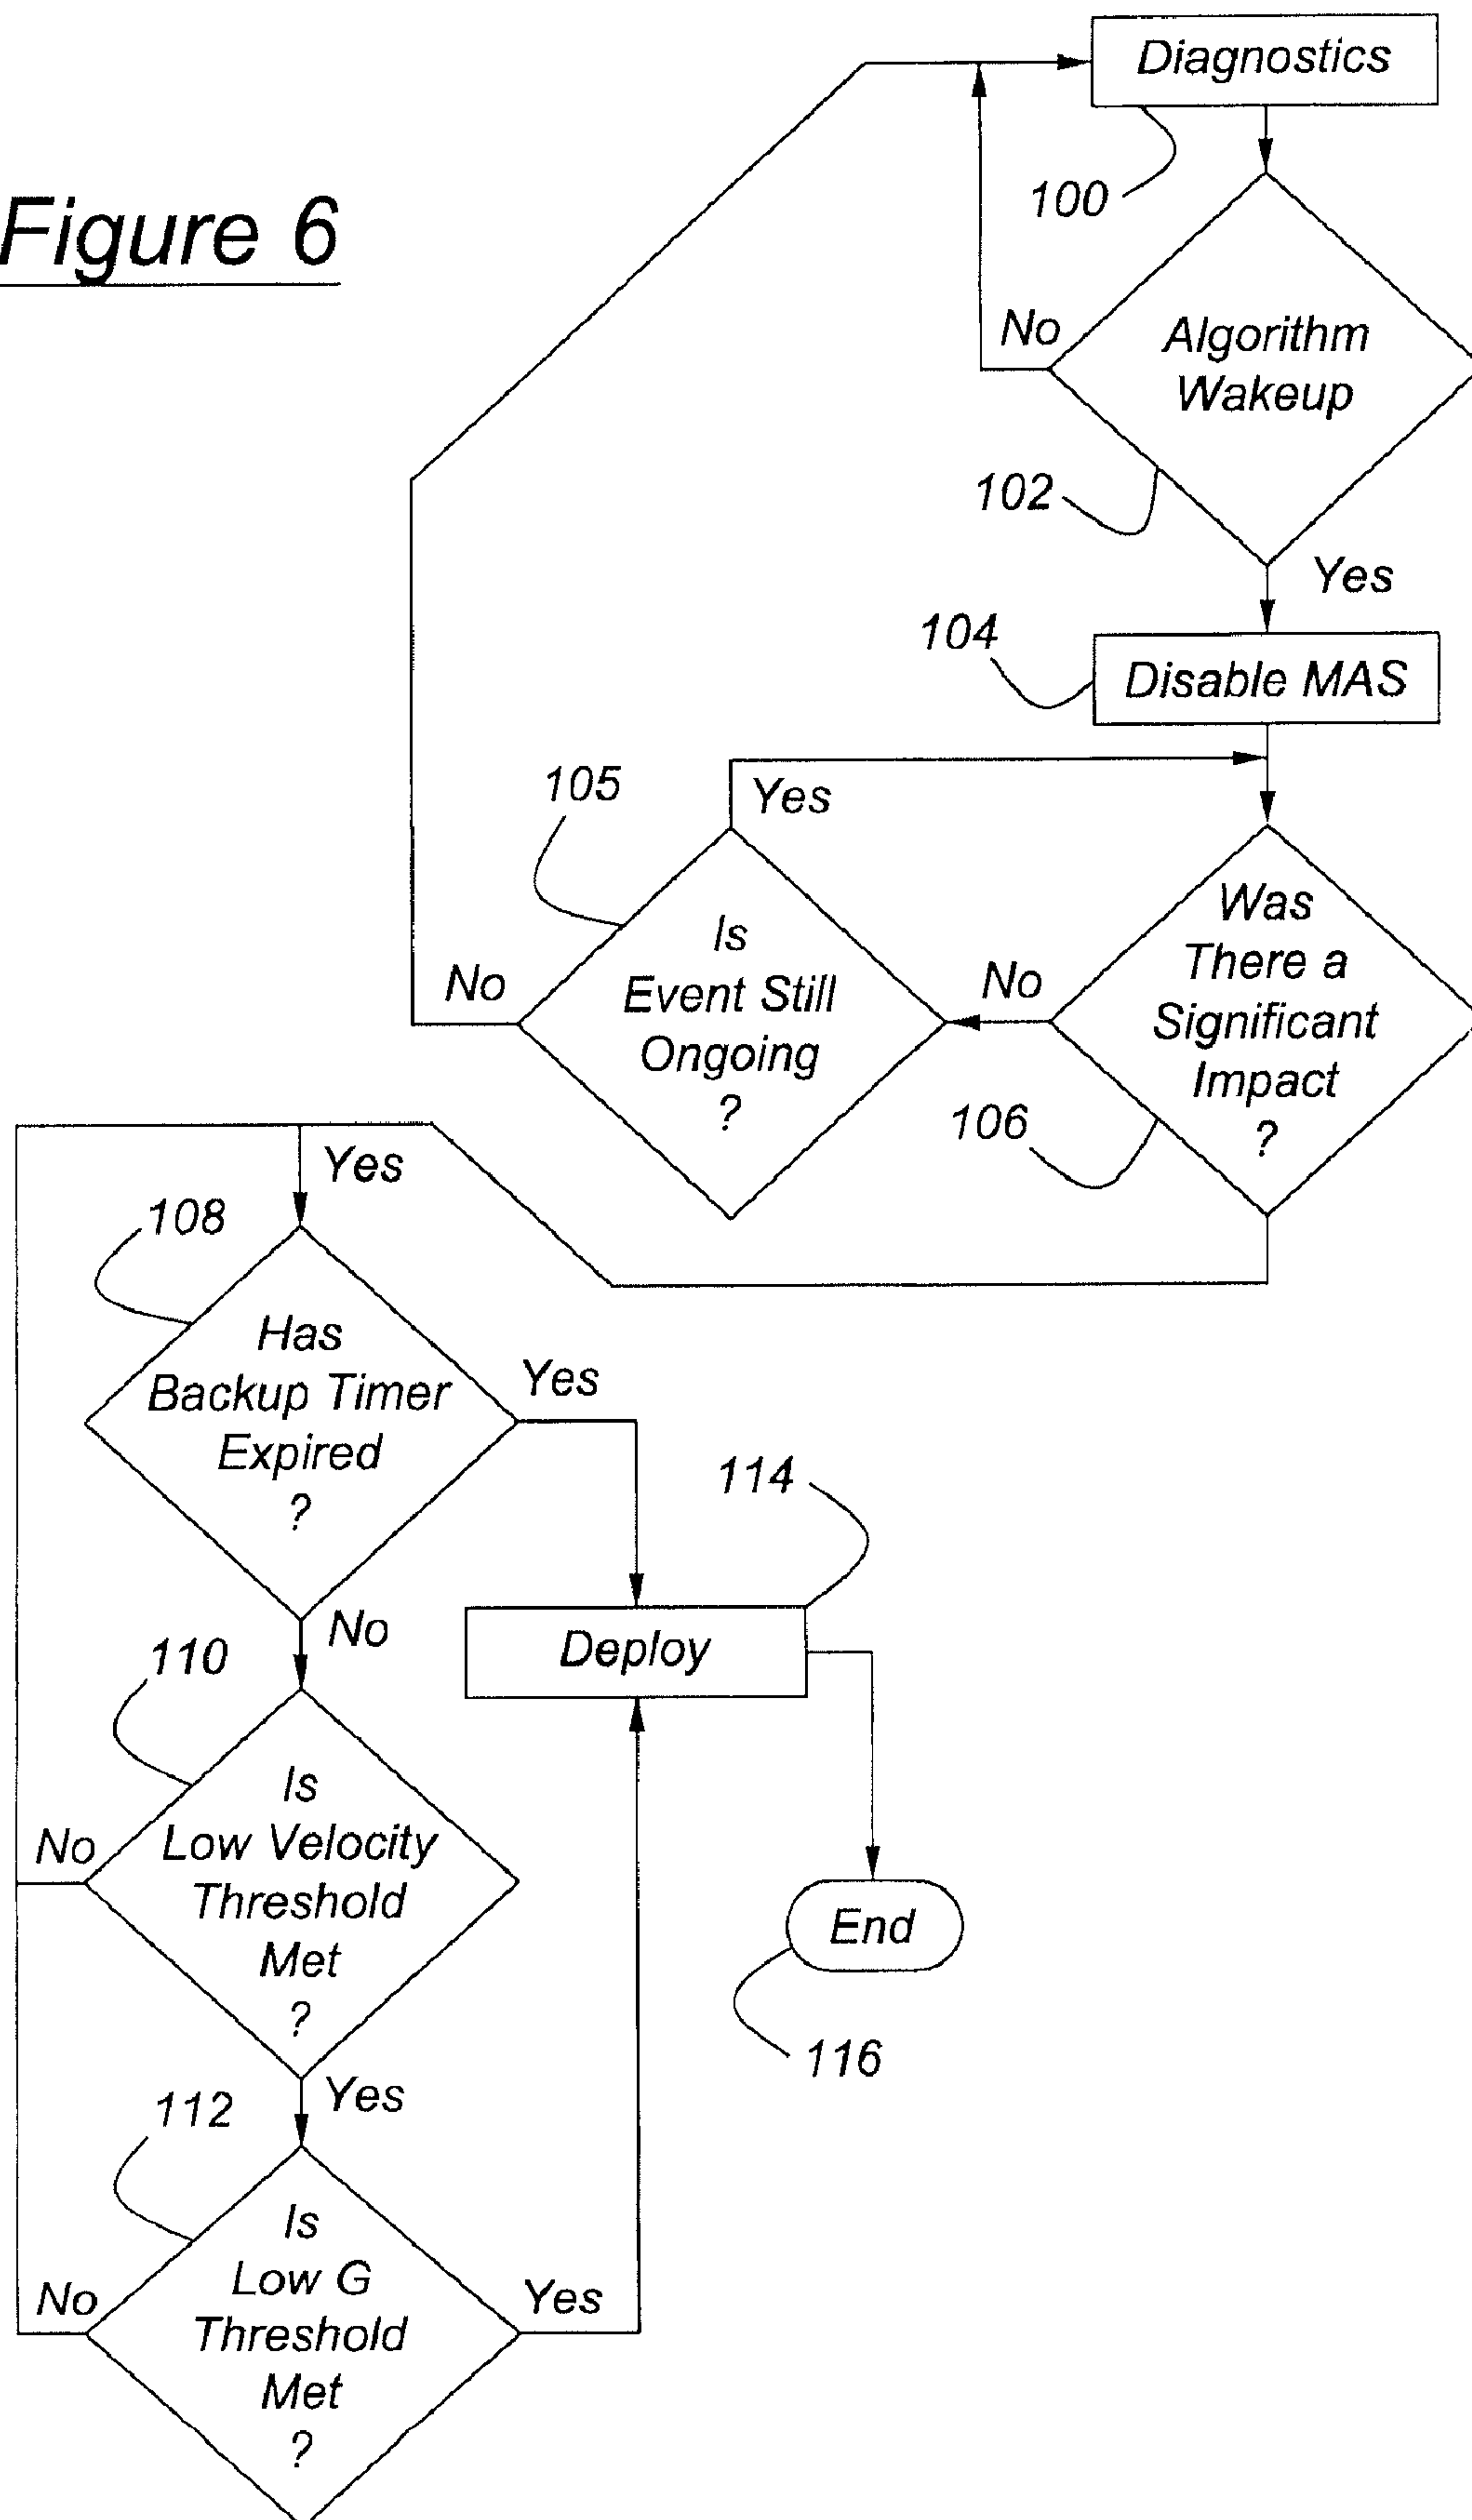 Figure 6
Diagnostics
100
No
Algorithm
Wakeup
102
Yes
104
Disable MAS
105
Yes
Is
Event Still
Ongoing
?
No
No
Was
There a
Significant
Impact
?
106
Yes
108
Has
Backup Timer
Expired
?
Yes
114
Deploy
No
110
Is
Low Velocity
Threshold
Met
?
No
End
116
Yes
112
Is
Low G
Threshold
Met
?
No
Yes